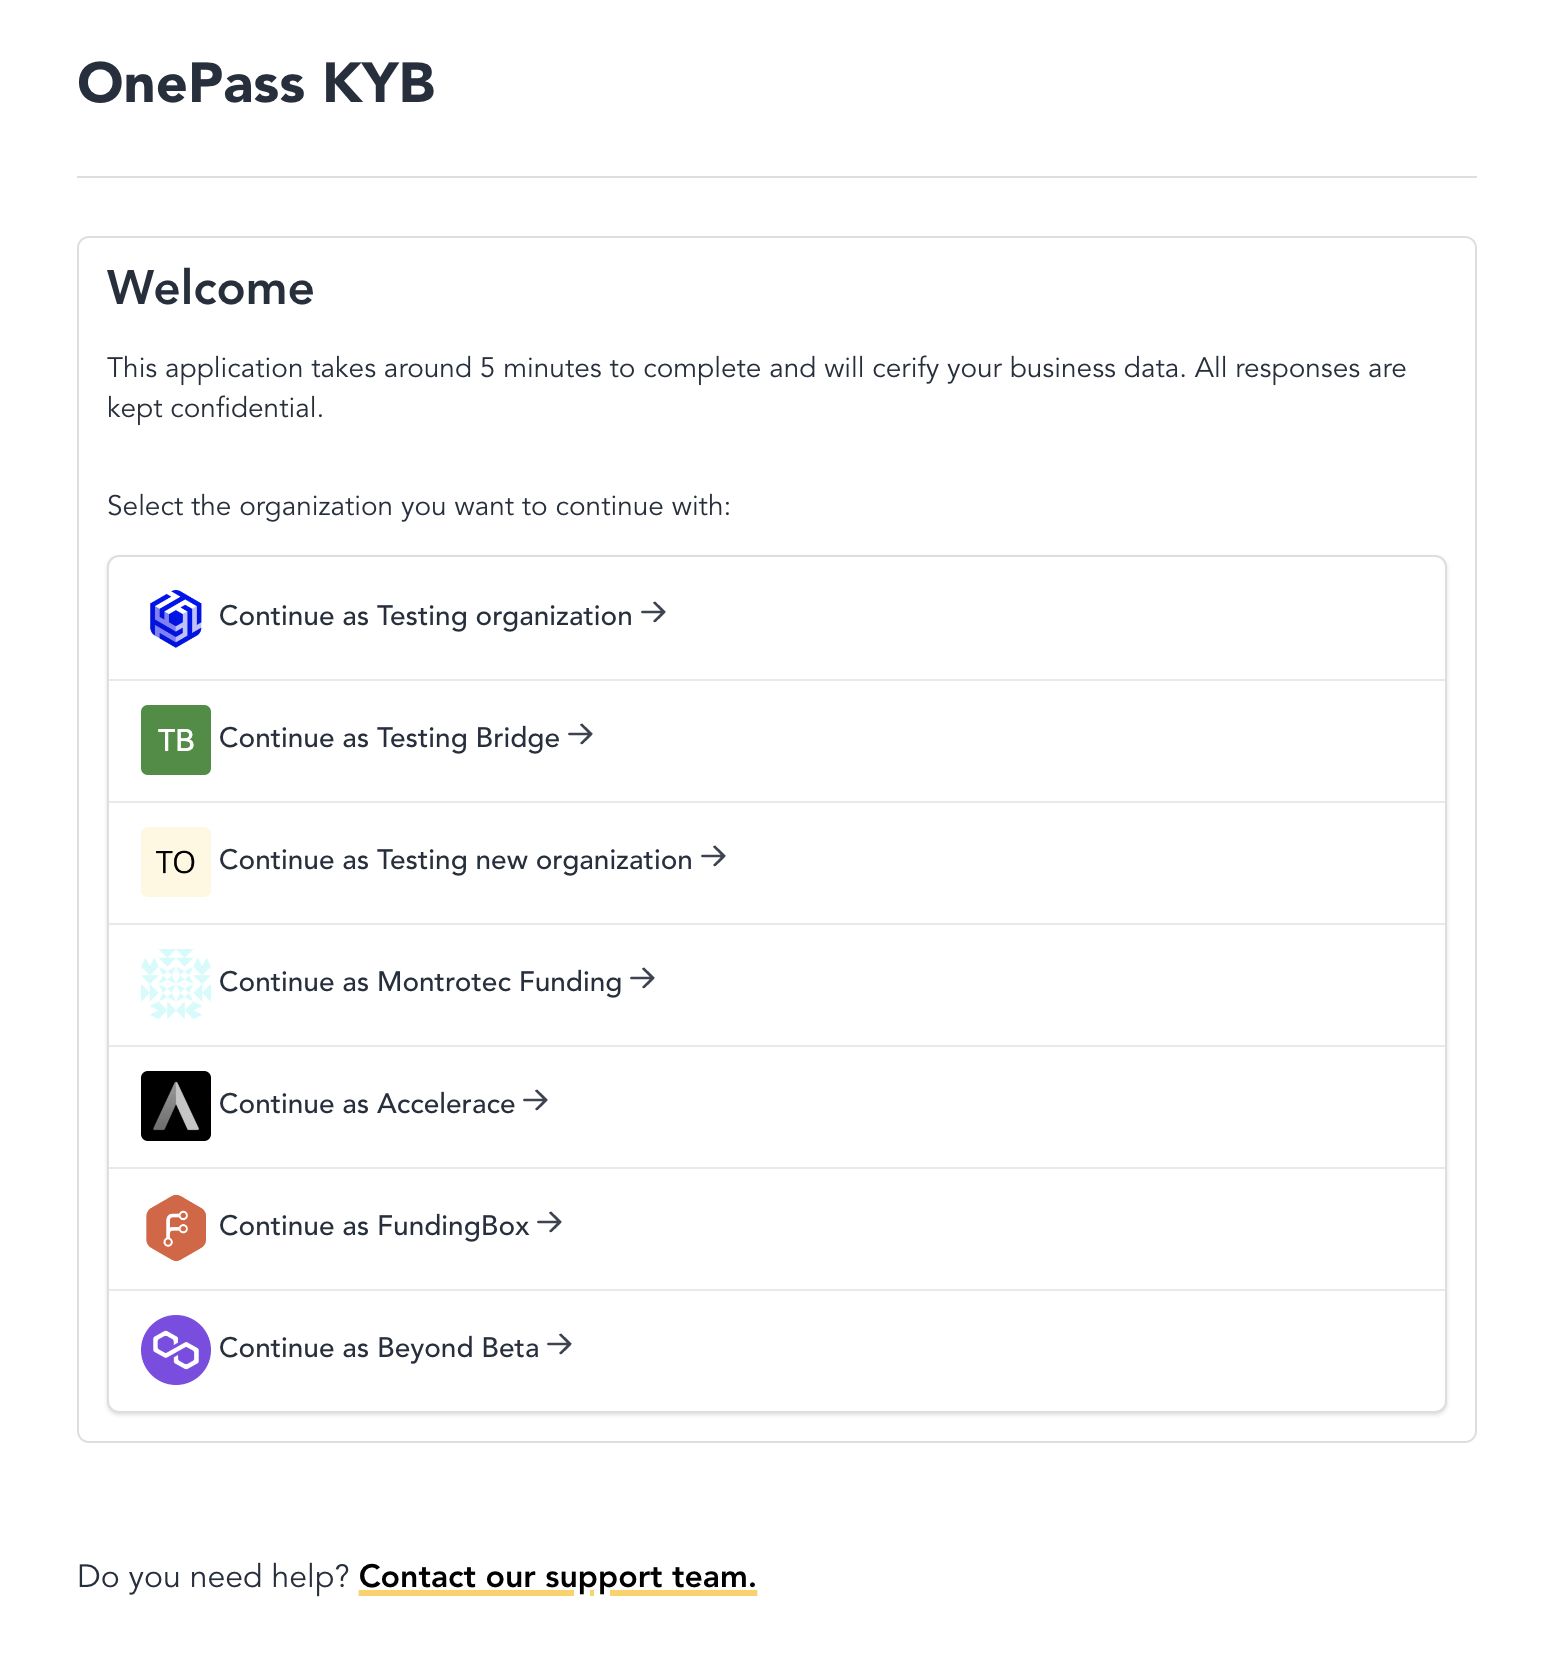 OnePass KYB
Welcome
This application takes around 5 minutes to complete and will cerify your business data. All responses are
kept confidential.
Select the organization you want to continue with:
Continue as Testing organization →
TB Continue as Testing Bridge →
TO Continue as Testing new organization →
Continue as Montrotec Funding →
Continue as Accelerace →
Continue as FundingBox →
Continue as Beyond Beta →
Do you need help? Contact our support team.